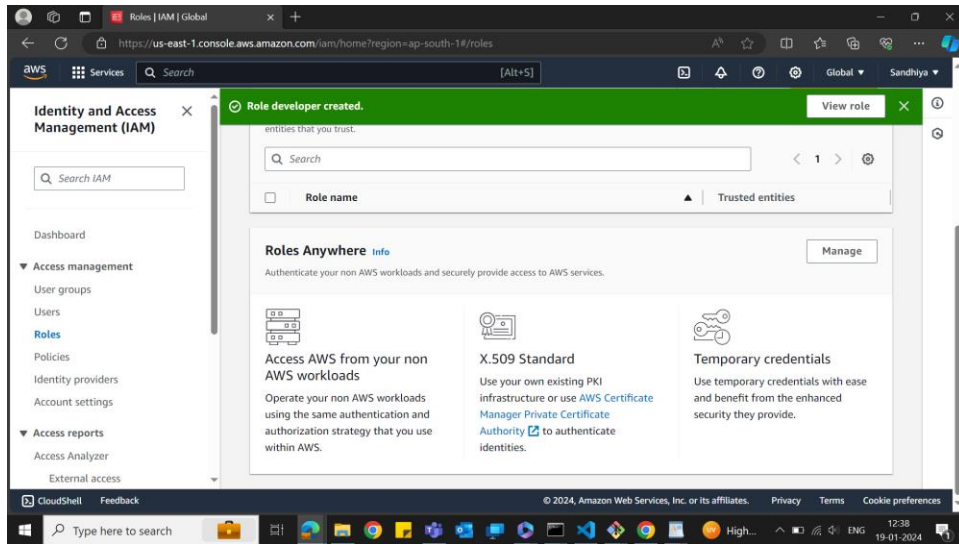 Roles | IAM | Global
https://us-east-1.console.aws.amazon.com/iam/home?region=ap-south-1#/roles
aws
Services
Search
[Alt+S]
Global
Sandhiya
Identity and Access
Management (IAM)
Search IAM
Dashboard
Access management
User groups
Users
Roles
Policies
Identity providers
Account settings
Access reports
Access Analyzer
External access
Role developer created.
View role
entities that you trust.
Search
1
Role name
Trusted entities
Roles Anywhere Info
Manage
Authenticate your non AWS workloads and securely provide access to AWS services.
Access AWS from your non
AWS workloads
Operate your non AWS workloads
using the same authentication and
authorization strategy that you use
within AWS.
X.509 Standard
Use your own existing PKI
infrastructure or use AWS Certificate
Manager Private Certificate
Authority to authenticate
identities.
Temporary credentials
Use temporary credentials with ease
and benefit from the enhanced
security they provide.
CloudShell
Feedback
© 2024, Amazon Web Services, Inc. or its affiliates.
Privacy
Terms
Cookie preferences
Type here to search
High...
ENG
12:38
19-01-2024